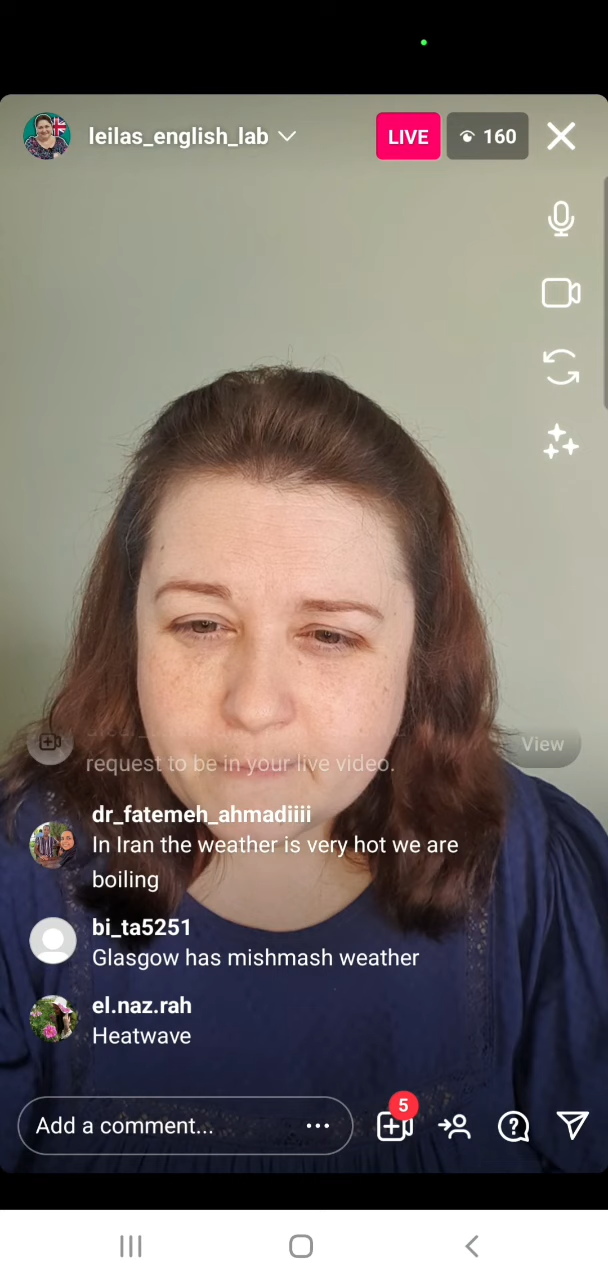 leilas_english_lab
LIVE
160
View
request to be in your live video.
dr_fatemeh_ahmadiiii
In Iran the weather is very hot we are
boiling
bi_ta5251
Glasgow has mishmash weather
el.naz.rah
Heatwave
5
Add a comment...